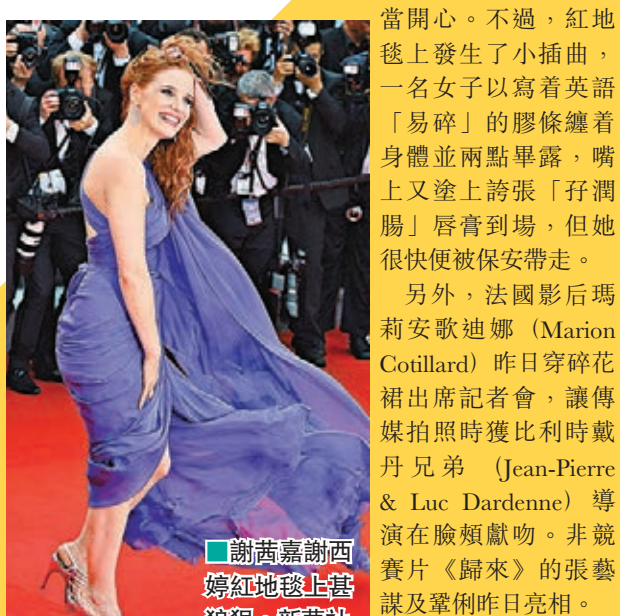 當開心。不過，紅地
毯上發生了小插曲，
一名女子以寫着英語
「易碎」的膠條纏着
身體並兩點畢露，嘴
上又塗上誇張「孖潤
腸」唇膏到場，但她
很快便被保安帶走。
另外，法國影后瑪
莉安歌迪娜（Marion
Cotillard）昨日穿碎花
裙出席記者會，讓傳
媒拍照時獲比利時戴
丹兄弟（Jean-Pierre
& Luc Dardenne）導
演在臉頰獻吻。非競
賽片《歸來》的張藝
謀及鞏俐昨日亮相。
■謝茜嘉謝西
婷紅地毯上甚